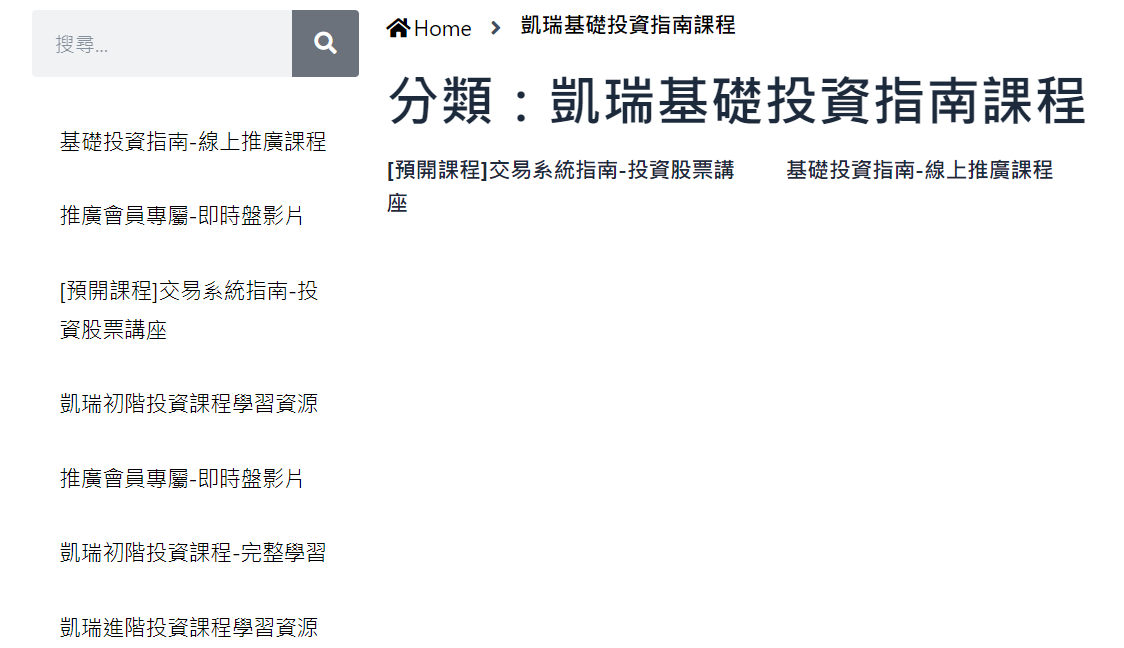 搜尋...
基礎投資指南-線上推廣課程
推廣會員專屬-即時盤影片
[預開課程]交易系統指南-投
資股票講座
凱瑞初階投資課程學習資源
推廣會員專屬-即時盤影片
凱瑞初階投資課程-完整學習
凱瑞進階投資課程學習資源
Home
凱瑞基礎投資指南課程
分類：凱瑞基礎投資指南課程
[預開課程]交易系統指南-投資股票講
座
基礎投資指南-線上推廣課程